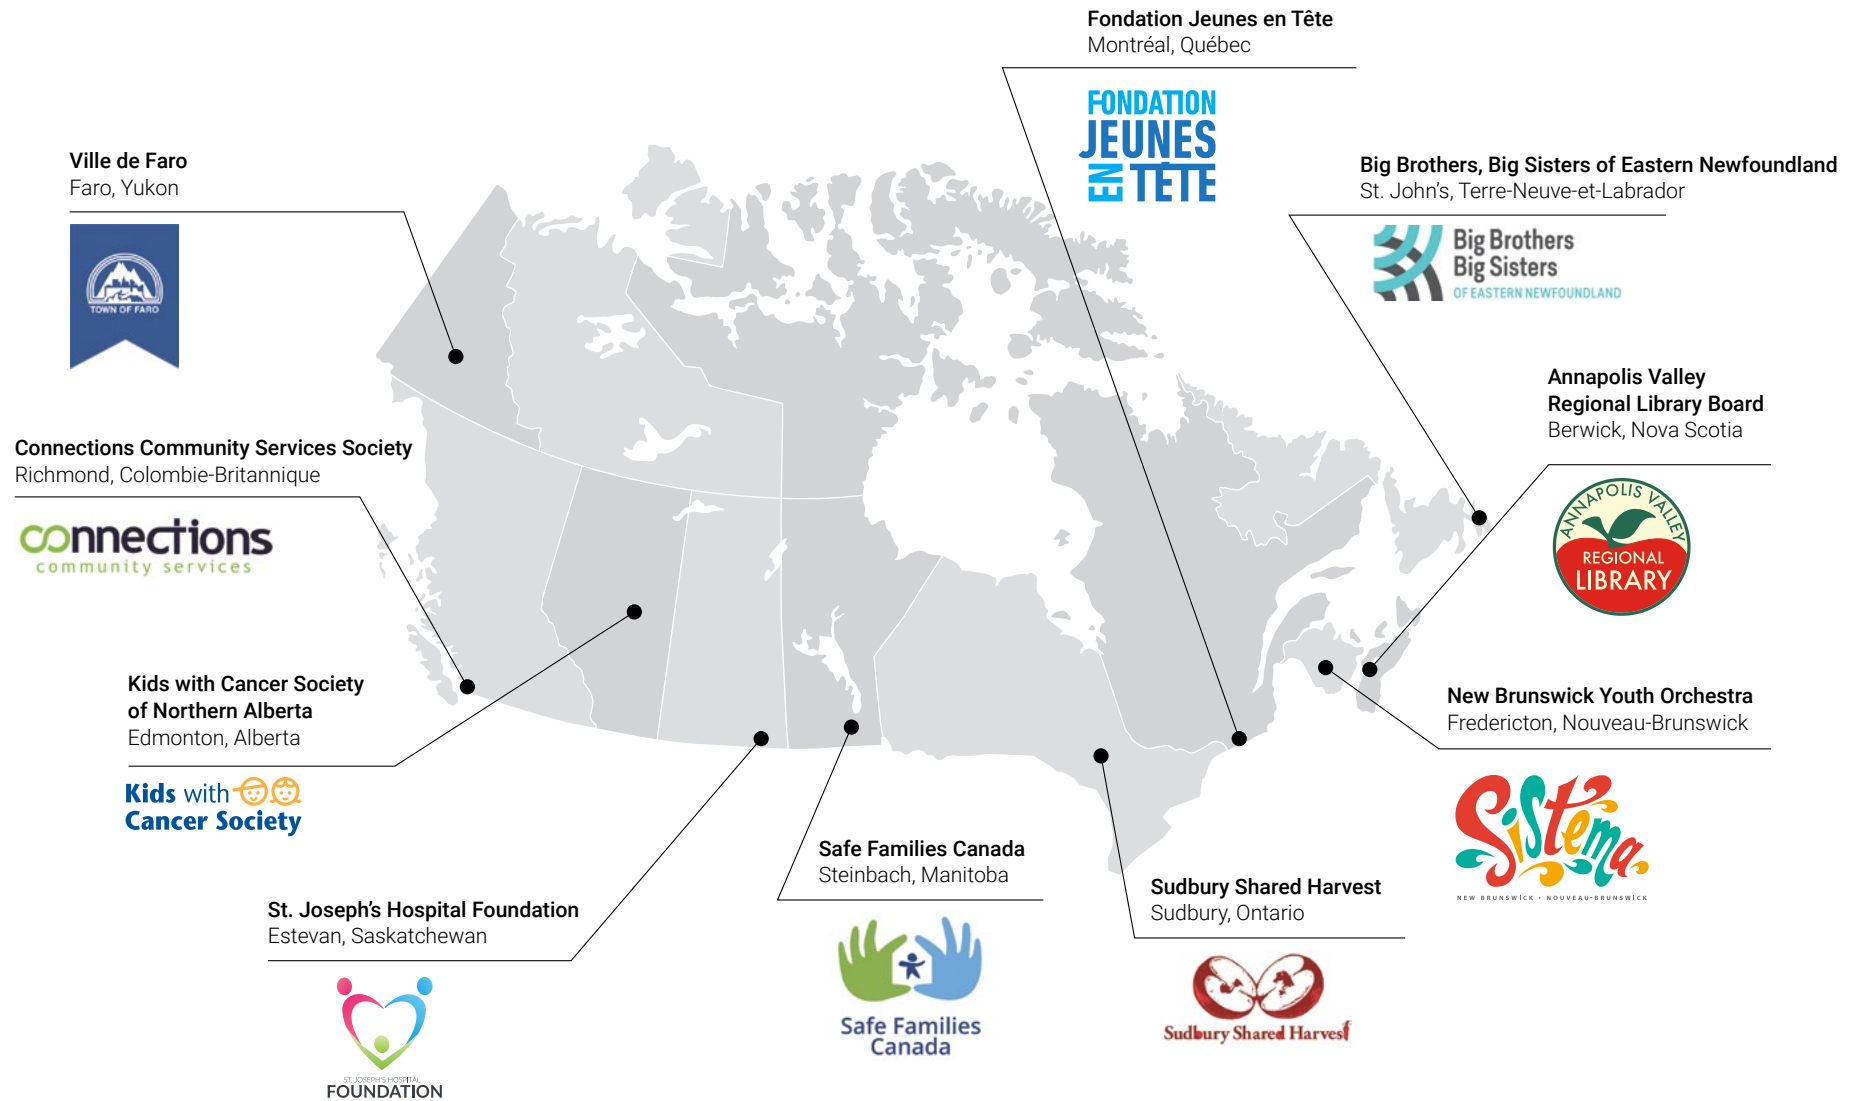 Fondation Jeunes en Tête
Montréal, Québec
FONDATION
JEUNES
EN TÊTE
Ville de Faro
Faro, Yukon
TOWN OF FARO
Big Brothers, Big Sisters of Eastern Newfoundland
St. John's, Terre-Neuve-et-Labrador
Big Brothers
Big Sisters
OF EASTERN NEWFOUNDLAND
Annapolis Valley
Regional Library Board
Berwick, Nova Scotia
ANNAPOLIS VALLEY
REGIONAL
LIBRARY
Connections Community Services Society
Richmond, Colombie-Britannique
connections
community services
Kids with Cancer Society
of Northern Alberta
Edmonton, Alberta
Kids with
Cancer Society
New Brunswick Youth Orchestra
Fredericton, Nouveau-Brunswick
Sistema
NEW BRUNSWICK • NOUVEAU-BRUNSWICK
St. Joseph's Hospital Foundation
Estevan, Saskatchewan
ST. JOSEPH'S HOSPITAL
FOUNDATION
Safe Families Canada
Steinbach, Manitoba
Safe Families
Canada
Sudbury Shared Harvest
Sudbury, Ontario
Sudbury Shared Harvest